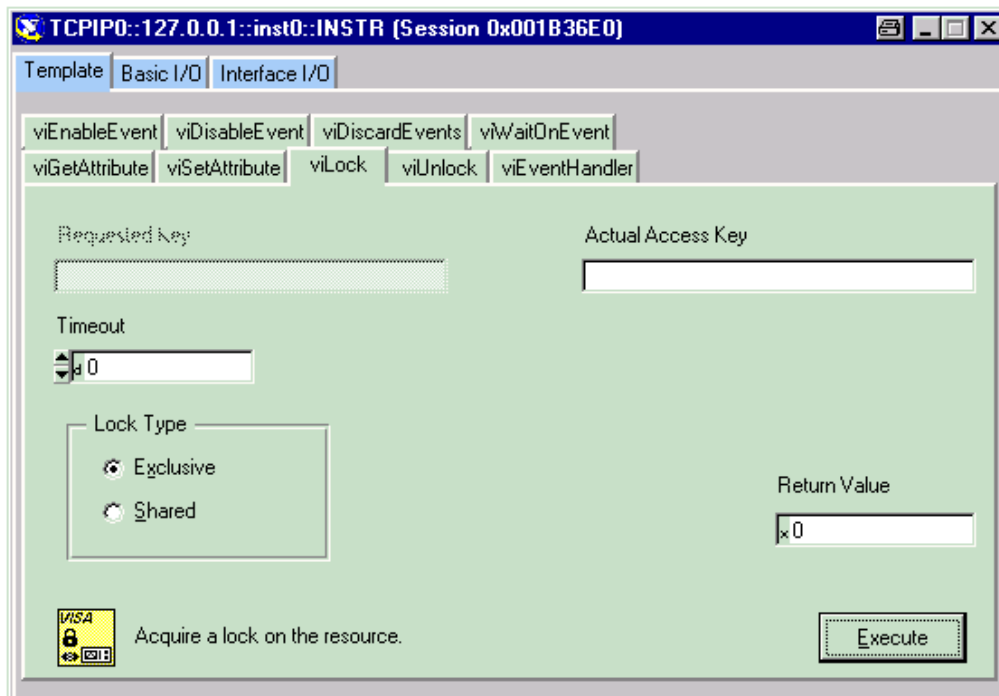 TCPIP0::127.0.0.1::inst0::INSTR (Session 0x001B36E0)
Template Basic I/O Interface I/O
viEnableEvent viDisableEvent viDiscardEvents viWaitOnEvent
viGetAttribute viSetAttribute viLock viUnlock viEventHandler
Requested Key Actual Access Key
Timeout
d 0
Lock Type
Exclusive
Shared
Return Value
x 0
VISA
Acquire a lock on the resource.
Execute